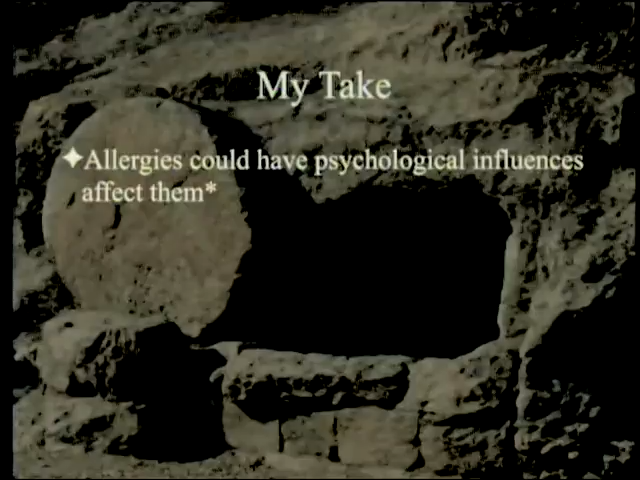 My Take
✦Allergies could have psychological influences
affect them*